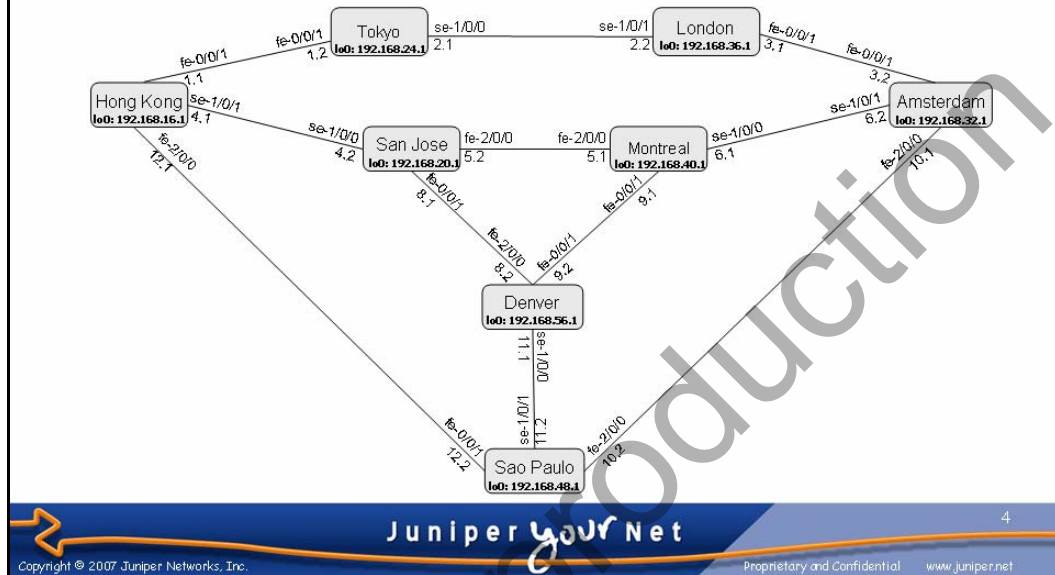 Tokyo
lo0: 192.168.24.1
se-1/0/0
2.1
se-1/0/1
2.2
London
lo0: 192.168.36.1
fe-0/0/1
3.1
fe-0/0/1
3.2
fe-0/0/1
1.2
fe-0/0/1
1.1
Hong Kong
lo0: 192.168.16.1
se-1/0/1
4.1
fe-2/0/0
12.1
se-1/0/0
4.2
San Jose
lo0: 192.168.20.1
fe-2/0/0
5.2
fe-2/0/0
5.1
Montreal
lo0: 192.168.40.1
se-1/0/0
6.1
se-1/0/1
6.2
Amsterdam
lo0: 192.168.32.1
fe-2/0/0
10.1
fe-0/0/1
8.1
fe-0/0/1
9.1
fe-2/0/0
8.2
fe-0/0/1
9.2
Denver
lo0: 192.168.56.1
se-1/0/0
11.1
se-1/0/1
11.2
fe-0/0/1
12.2
fe-2/0/0
10.2
Sao Paulo
lo0: 192.168.48.1
roduction
Juniper your Net
4
Copyright © 2007 Juniper Networks, Inc.
Proprietary and Confidential
www.juniper.net